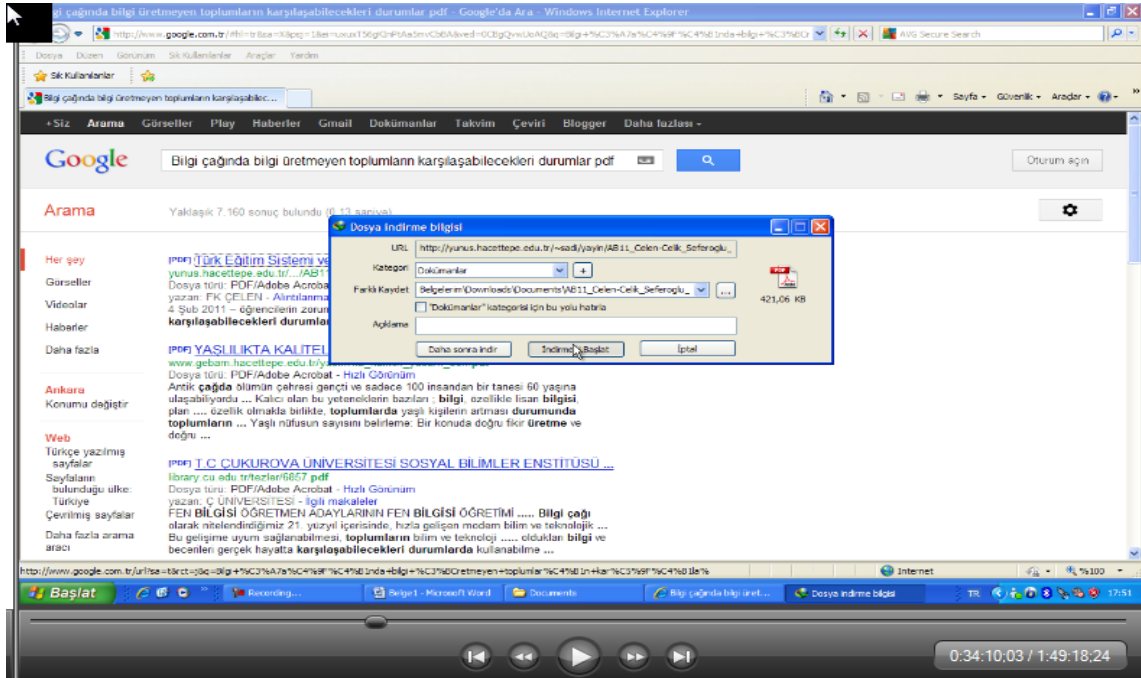 gi çağında bilgi üretmeyen toplumların karşılaşabilecekleri durumlar pdf - Google'da Ara - Windows Internet Explorer
AVG Secure Search
Dosya Düzen Görünüm Sık Kullanılanlar Araçlar Yardım
Sık Kullanılanlar
Bilgi çağında bilgi üretmeyen toplumların karşılaşabilec...
Sayfa Güvenlik Araçlar
+Siz Arama Görseller Play Haberler Gmail Dokümanlar Takvim Çeviri Blogger Daha fazlası
Google
Bilgi çağında bilgi üretmeyen toplumların karşılaşabilecekleri durumlar pdf
Oturum açın
Arama
Yaklaşık 7.160 sonuç bulundu (0,13 saniye)
Her şey
Görseller
Videolar
Haberler
Daha fazla
Ankara
Konumu değiştir
Web
Türkçe yazılmış
sayfalar
Sayfaların
bulunduğu ülke:
Türkiye
Çevrilmiş sayfalar
Daha fazla arama
aracı
[PDF] Türk Eğitim Sistemi ve
yunus.hacettepe.edu.tr/.../AB11
Dosya türü: PDF/Adobe Acroba
yazan: FK ÇELEN - Alıntılanma
4 Şub 2011 – öğrencilerin zorun
karşılaşabilecekleri durumlar
[PDF] YAŞLILIKTA KALİTEL
www.gebam.hacettepe.edu.tr/y
Dosya türü: PDF/Adobe Acrobat - Hızlı Görünüm
Antik çağda ölümün çehresi gençti ve sadece 100 insandan bir tanesi 60 yaşına
ulaşabiliyordu ... Kalıcı olan bu yeteneklerin bazıları ; bilgi, özellikle lisan bilgisi,
plan .... özellik olmakla birlikte, toplumlarda yaşlı kişilerin artması durumunda
toplumların ... Yaşlı nüfusun sayısını belirleme: Bir konuda doğru fikir üretme ve
doğru ...
[PDF] T.C ÇUKUROVA ÜNİVERSİTESİ SOSYAL BİLİMLER ENSTİTÜSÜ ...
library.cu.edu.tr/tezler/6857.pdf
Dosya türü: PDF/Adobe Acrobat - Hızlı Görünüm
yazan: Ç ÜNİVERSİTESİ - İlgili makaleler
FEN BİLGİSİ ÖĞRETMEN ADAYLARININ FEN BİLGİSİ ÖĞRETİMİ ..... Bilgi çağı
olarak nitelendirdiğimiz 21. yüzyıl içerisinde, hızla gelişen modern bilim ve teknolojik ...
Bu gelişime uyum sağlanabilmesi, toplumların bilim ve teknoloji ..... oldukları bilgi ve
becerileri gerçek hayatta karşılaşabilecekleri durumlarda kullanabilme ...
Dosya indirme bilgisi
URL http://yunus.hacettepe.edu.tr/~sadi/yayin/AB11_Celen-Celik_Seferoglu_
Kategori Dokümanlar
Farklı Kaydet Belgelerim\Downloads\Documents\AB11_Celen-Celik_Seferoglu_
"Dokümanlar" kategorisi için bu yolu hatırla
Açıklama
Daha sonra indir İndirmeyi Başlat İptal
PDF
421,06 KB
Internet
%100
Başlat
Recording...
Belge1 - Microsoft Word
Documents
Bilgi çağında bilgi üret...
Dosya indirme bilgisi
TR
17:51
0:34:10;03 / 1:49:18;24